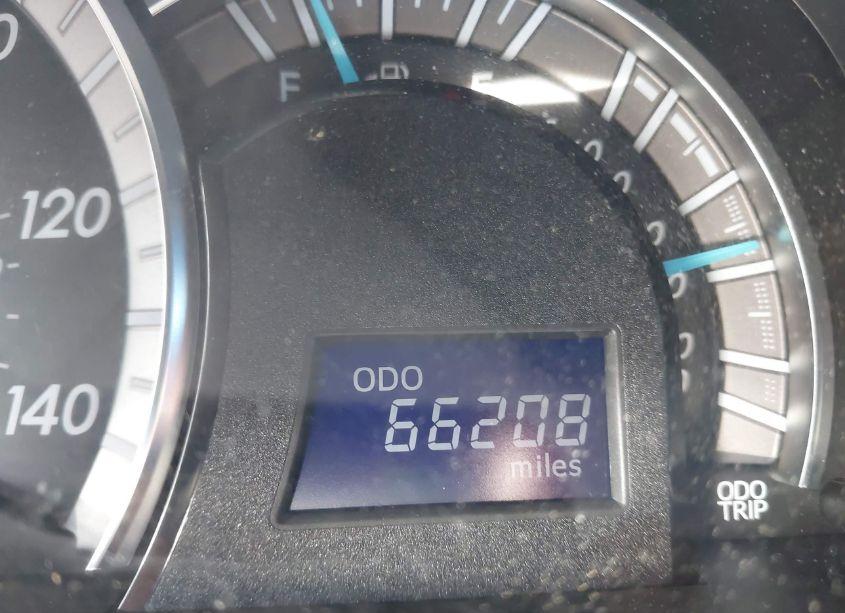 F
E
120
140
ODO
66208
miles
ODO
TRIP